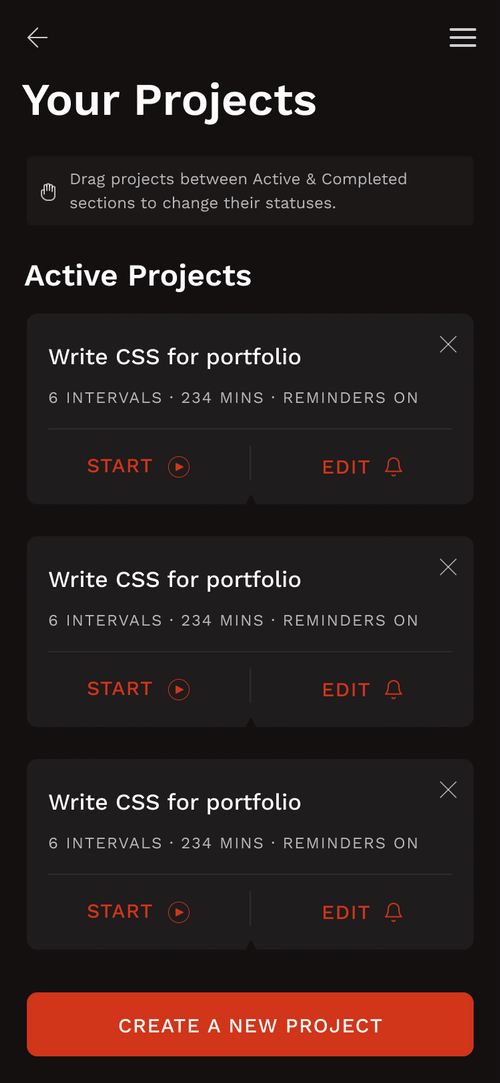 Your Projects
Drag projects between Active & Completed
sections to change their statuses.
Active Projects
Write CSS for portfolio
6 INTERVALS · 234 MINS · REMINDERS ON
START
EDIT
Write CSS for portfolio
6 INTERVALS · 234 MINS · REMINDERS ON
START
EDIT
Write CSS for portfolio
6 INTERVALS · 234 MINS · REMINDERS ON
START
EDIT
CREATE A NEW PROJECT